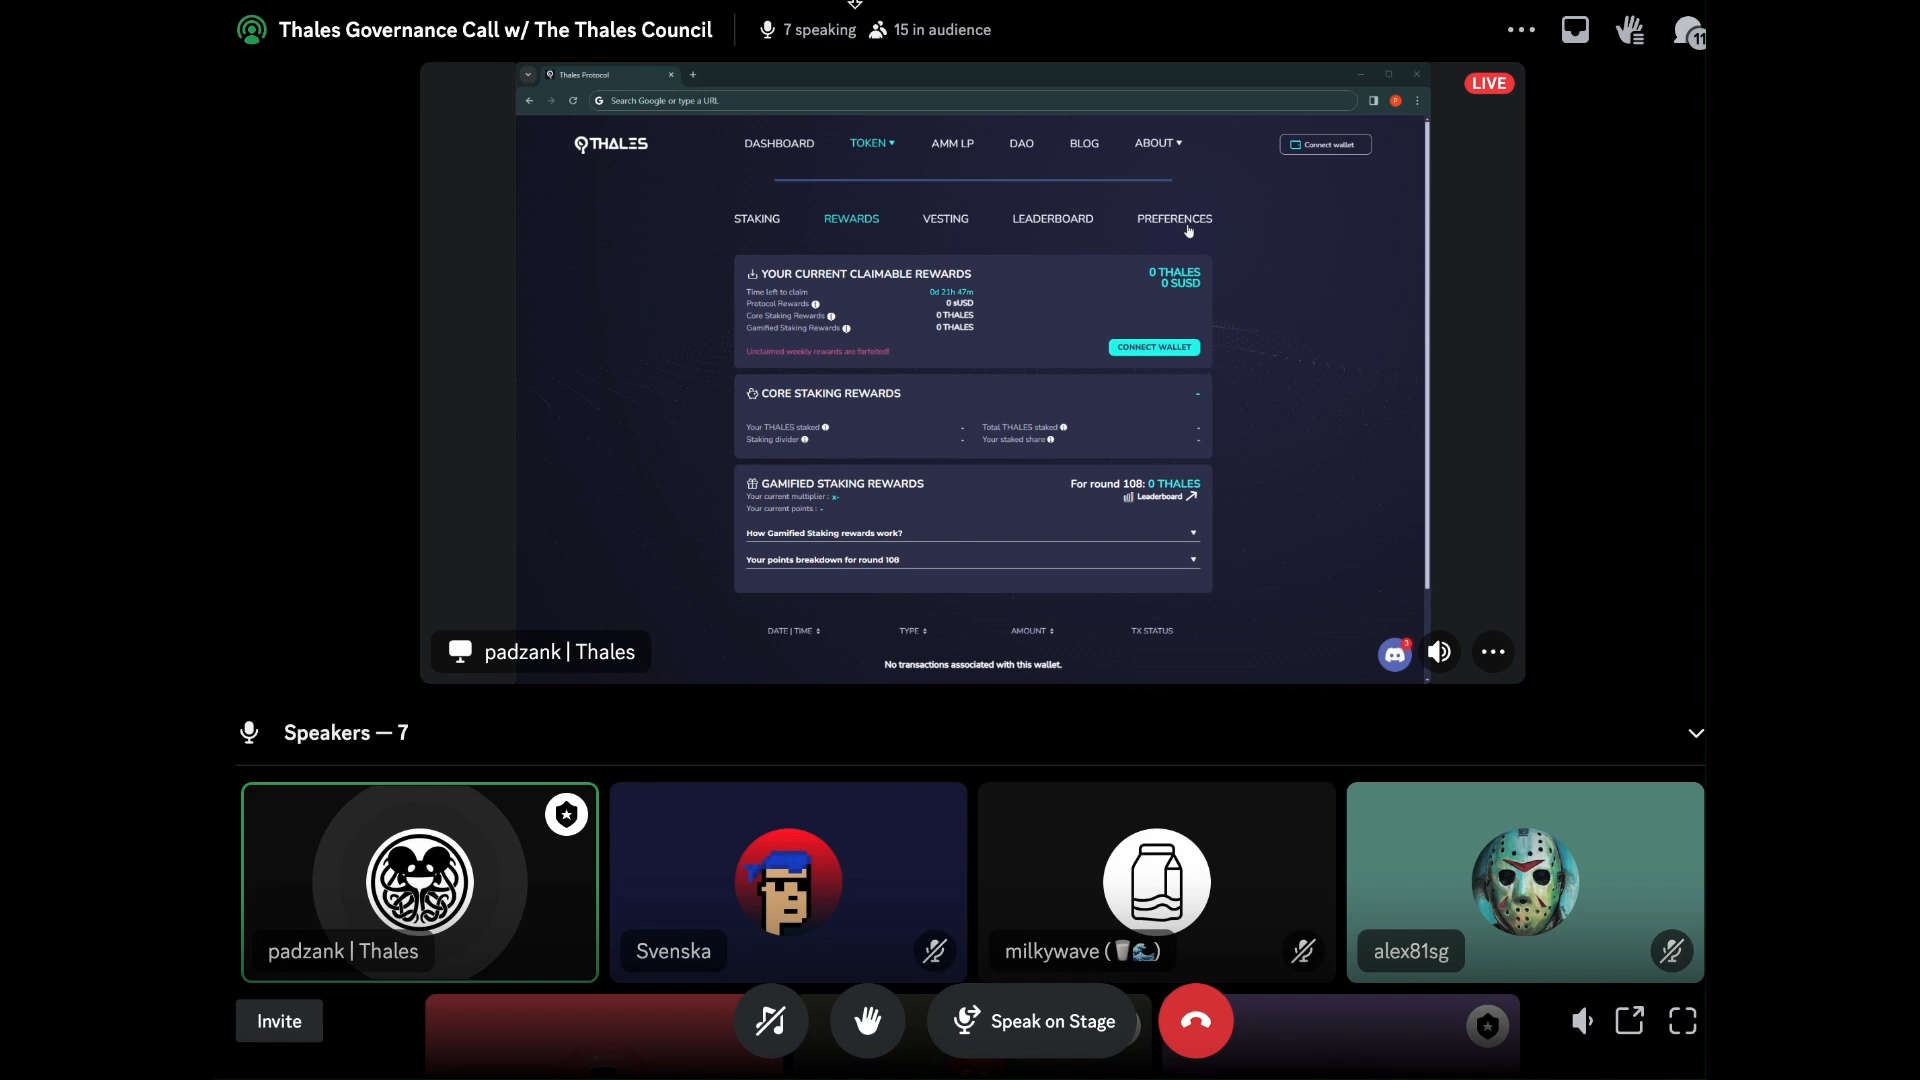 Thales Governance Call w/ The Thales Council
7 speaking
15 in audience
11
LIVE
Thales Protocol
Search Google or type a URL
P
THALES
DASHBOARD
TOKEN
AMM LP
DAO
BLOG
ABOUT
Connect wallet
STAKING
REWARDS
VESTING
LEADERBOARD
PREFERENCES
YOUR CURRENT CLAIMABLE REWARDS
0 THALES
0 SUSD
Time left to claim 0d 21h 47m
Protocol Rewards 0 sUSD
Core Staking Rewards 0 THALES
Gamified Staking Rewards 0 THALES
Unclaimed weekly rewards are forfeited!
CONNECT WALLET
CORE STAKING REWARDS -
Your THALES staked - Total THALES staked -
Staking divider - Your staked share -
GAMIFIED STAKING REWARDS
For round 108: 0 THALES
Your current multiplier : x-
Leaderboard
Your current points : -
How Gamified Staking rewards work?
Your points breakdown for round 108
DATE | TIME
TYPE
AMOUNT
TX STATUS
No transactions associated with this wallet.
padzank | Thales
3
Speakers — 7
padzank | Thales
Svenska
milkywave (🥛🌊)
alex81sg
Invite
Speak on Stage